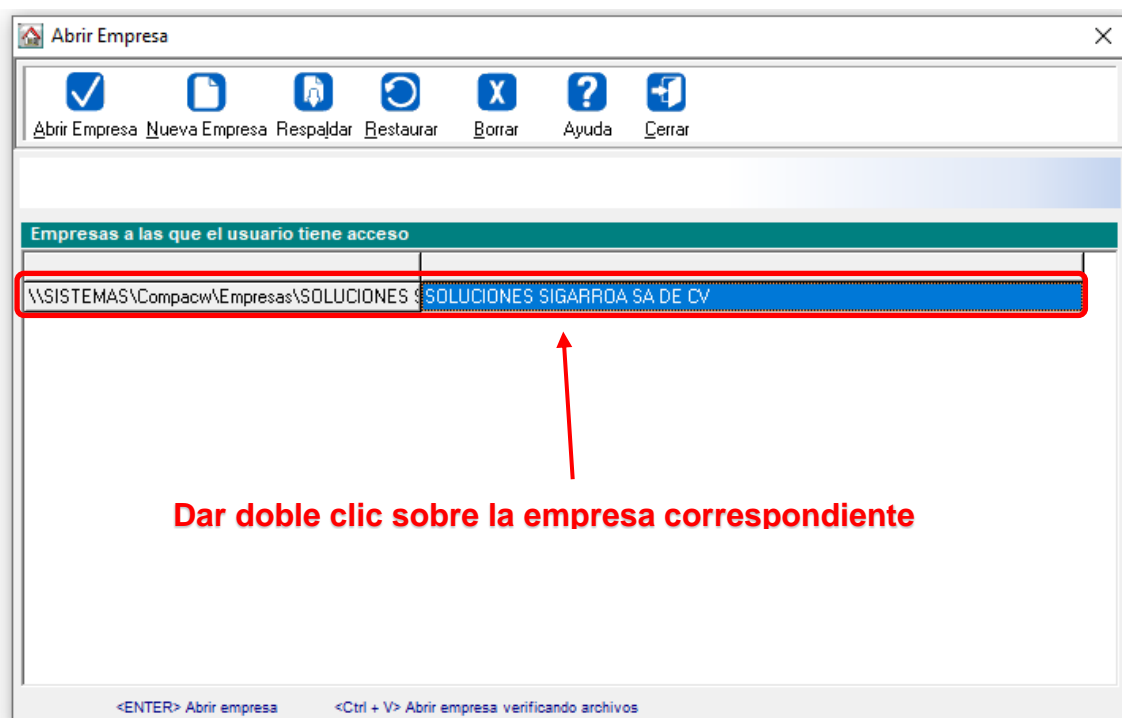 Abrir Empresa
Abrir Empresa Nueva Empresa Respaldar Restaurar Borrar Ayuda Cerrar
Empresas a las que el usuario tiene acceso
\\SISTEMAS\Compacw\Empresas\SOLUCIONES SOLUCIONES SIGARROA SA DE CV
Dar doble clic sobre la empresa correspondiente
<ENTER> Abrir empresa <Ctrl + V> Abrir empresa verificando archivos